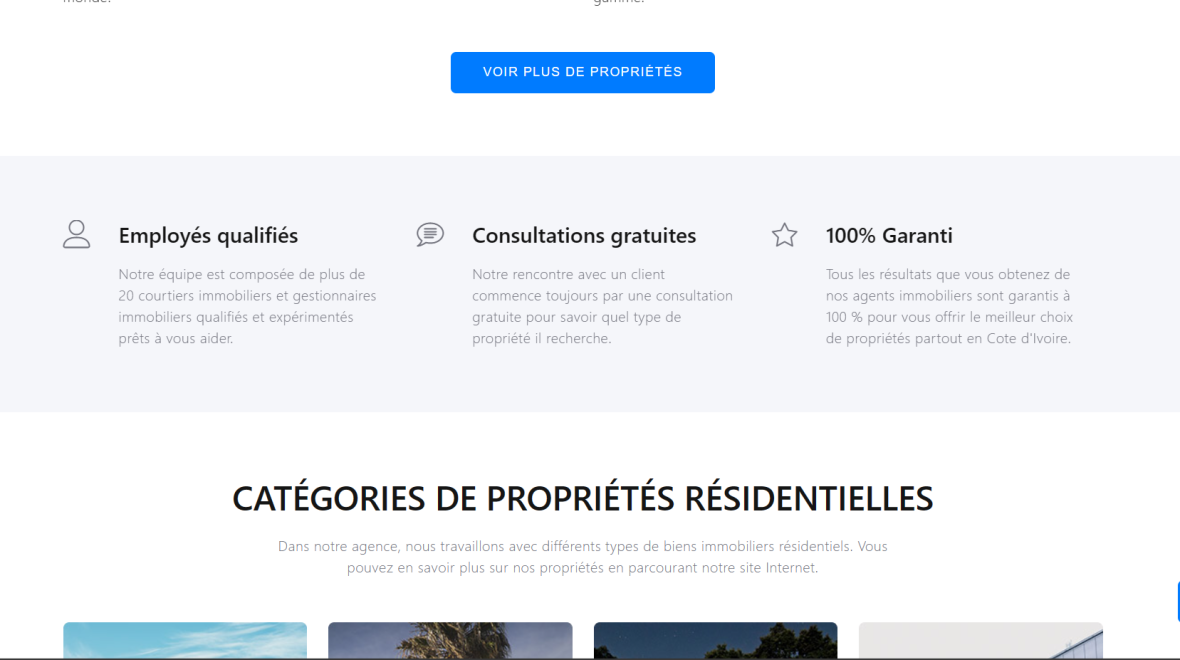 monde.
gamme.
VOIR PLUS DE PROPRIÉTÉS
Employés qualifiés
Notre équipe est composée de plus de
20 courtiers immobiliers et gestionnaires
immobiliers qualifiés et expérimentés
prêts à vous aider.
Consultations gratuites
Notre rencontre avec un client
commence toujours par une consultation
gratuite pour savoir quel type de
propriété il recherche.
100% Garanti
Tous les résultats que vous obtenez de
nos agents immobiliers sont garantis à
100 % pour vous offrir le meilleur choix
de propriétés partout en Cote d'Ivoire.
CATÉGORIES DE PROPRIÉTÉS RÉSIDENTIELLES
Dans notre agence, nous travaillons avec différents types de biens immobiliers résidentiels. Vous
pouvez en savoir plus sur nos propriétés en parcourant notre site Internet.